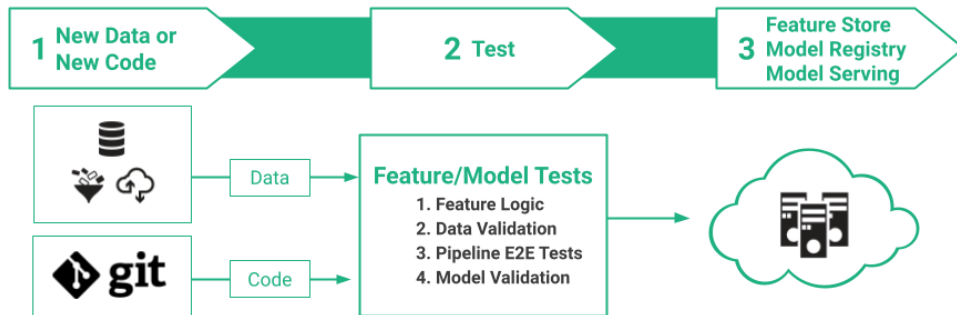 1 New Data or
New Code
2 Test
3 Feature Store
Model Registry
Model Serving
Data
Feature/Model Tests
1. Feature Logic
2. Data Validation
3. Pipeline E2E Tests
4. Model Validation
git
Code